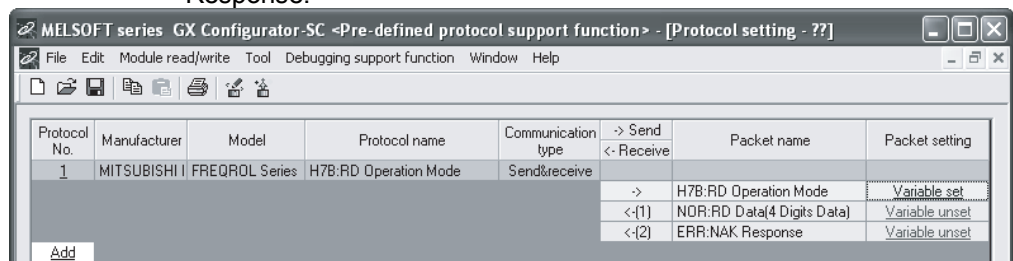 Response.
MELSOFT series GX Configurator-SC <Pre-defined protocol support function> - [Protocol setting - ??]
File Edit Module read/write Tool Debugging support function Window Help
Protocol No. Manufacturer Model Protocol name Communication type -> Send <- Receive Packet name Packet setting
1 MITSUBISHI I FREQROL Series H7B:RD Operation Mode Send&receive
-> H7B:RD Operation Mode Variable set
<-(1) NOR:RD Data(4 Digits Data) Variable unset
<-(2) ERR:NAK Response Variable unset
Add